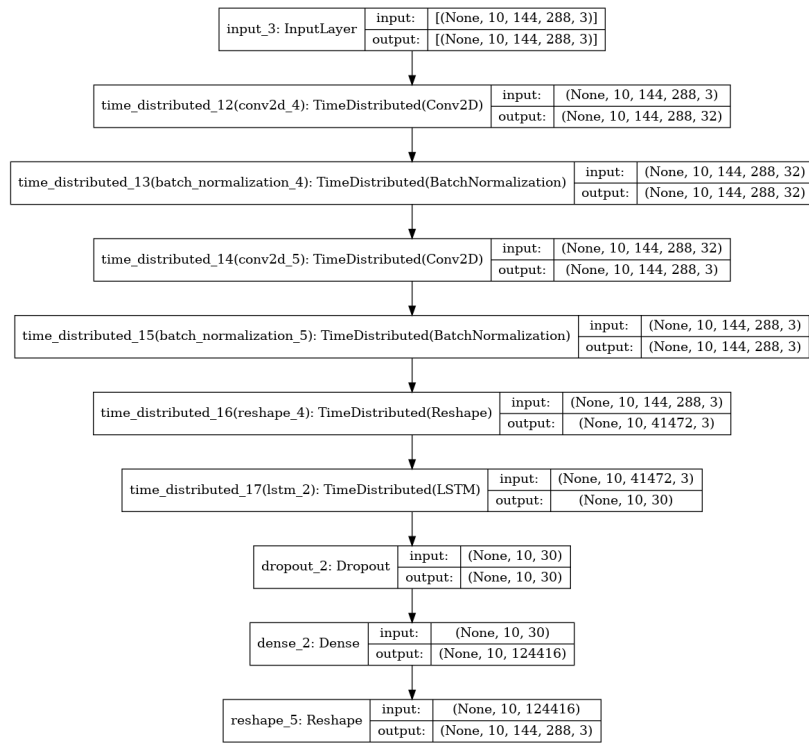 input_3: InputLayer
input: [(None, 10, 144, 288, 3)]
output: [(None, 10, 144, 288, 3)]
time_distributed_12(conv2d_4): TimeDistributed(Conv2D)
input: (None, 10, 144, 288, 3)
output: (None, 10, 144, 288, 32)
time_distributed_13(batch_normalization_4): TimeDistributed(BatchNormalization)
input: (None, 10, 144, 288, 32)
output: (None, 10, 144, 288, 32)
time_distributed_14(conv2d_5): TimeDistributed(Conv2D)
input: (None, 10, 144, 288, 32)
output: (None, 10, 144, 288, 3)
time_distributed_15(batch_normalization_5): TimeDistributed(BatchNormalization)
input: (None, 10, 144, 288, 3)
output: (None, 10, 144, 288, 3)
time_distributed_16(reshape_4): TimeDistributed(Reshape)
input: (None, 10, 144, 288, 3)
output: (None, 10, 41472, 3)
time_distributed_17(lstm_2): TimeDistributed(LSTM)
input: (None, 10, 41472, 3)
output: (None, 10, 30)
dropout_2: Dropout
input: (None, 10, 30)
output: (None, 10, 30)
dense_2: Dense
input: (None, 10, 30)
output: (None, 10, 124416)
reshape_5: Reshape
input: (None, 10, 124416)
output: (None, 10, 144, 288, 3)